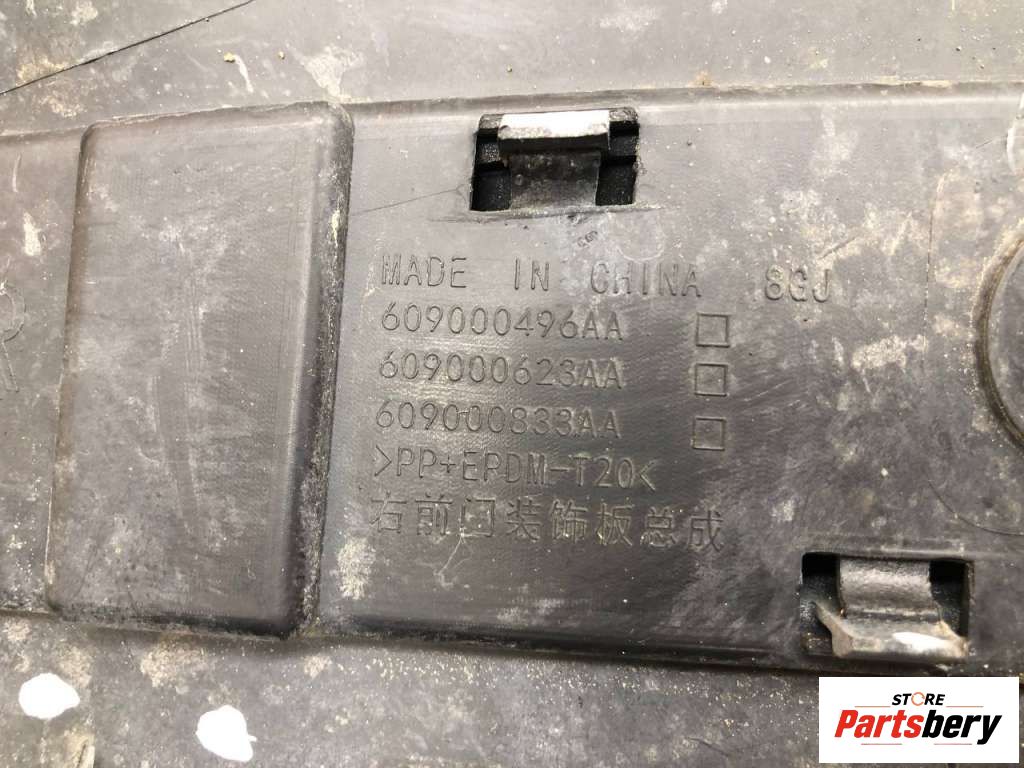 MADE IN CHINA 8GJ
609000496AA
609000623AA
609000833AA
>PP+EPDM-T20<
右前门装饰板总成
R
STORE
Partsbery